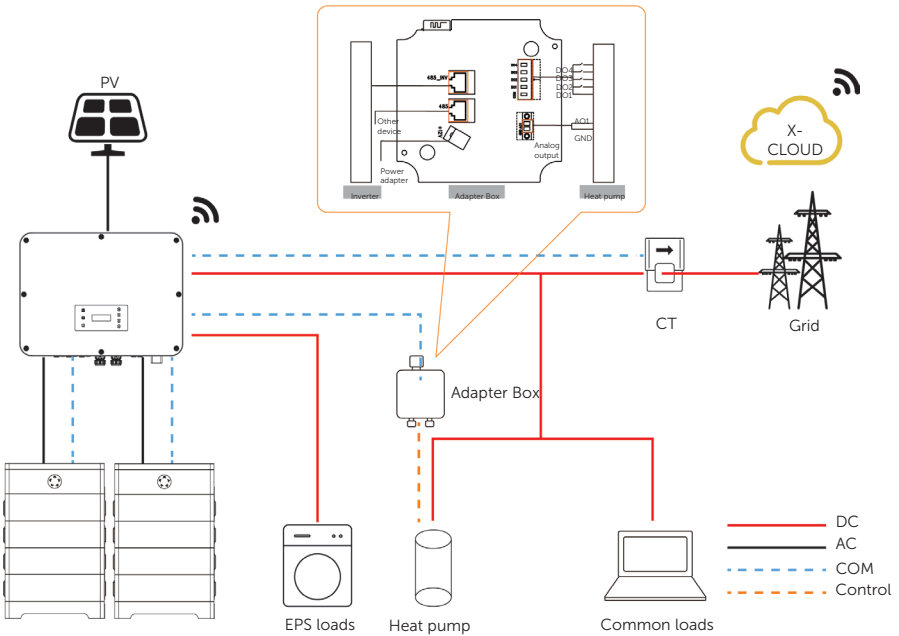 PV
485_INV
485
Other
device
Power
adapter
DO4
DO3
DO2
DO1
AO1
GND
Analog
output
Inverter
Adapter Box
Heat pump
X-
CLOUD
CT
Grid
Adapter Box
EPS loads
Heat pump
Common loads
DC
AC
COM
Control